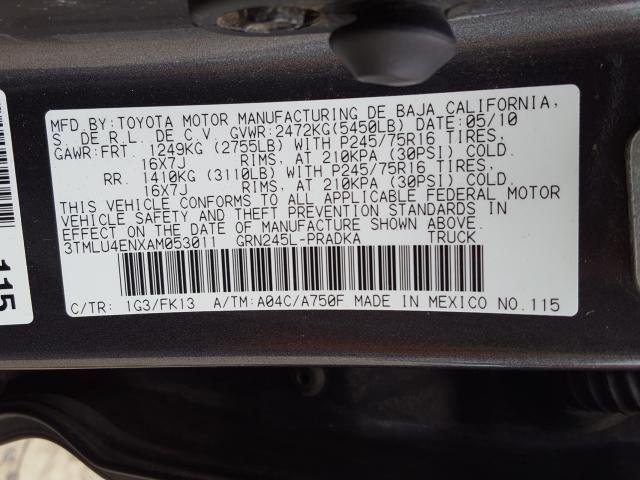 MFD.BY:TOYOTA MOTOR MANUFACTURING DE BAJA CALIFORNIA,
S. DE R.L. DE C.V. GVWR:2472KG(5450LB) DATE:05/10
GAWR:FRT. 1249KG (2755LB) WITH P245/75R16 TIRES,
16X7J RIMS, AT 210KPA (30PSI) COLD.
RR. 1410KG (3110LB) WITH P245/75R16 TIRES,
16X7J RIMS, AT 210KPA (30PSI) COLD.
THIS VEHICLE CONFORMS TO ALL APPLICABLE FEDERAL MOTOR
VEHICLE SAFETY AND THEFT PREVENTION STANDARDS IN
EFFECT ON THE DATE OF MANUFACTURE SHOWN ABOVE.
3TMLU4ENXAM053011 GRN245L-PRADKA TRUCK
C/TR: 1G3/FK13 A/TM:A04C/A750F MADE IN MEXICO NO.115
115